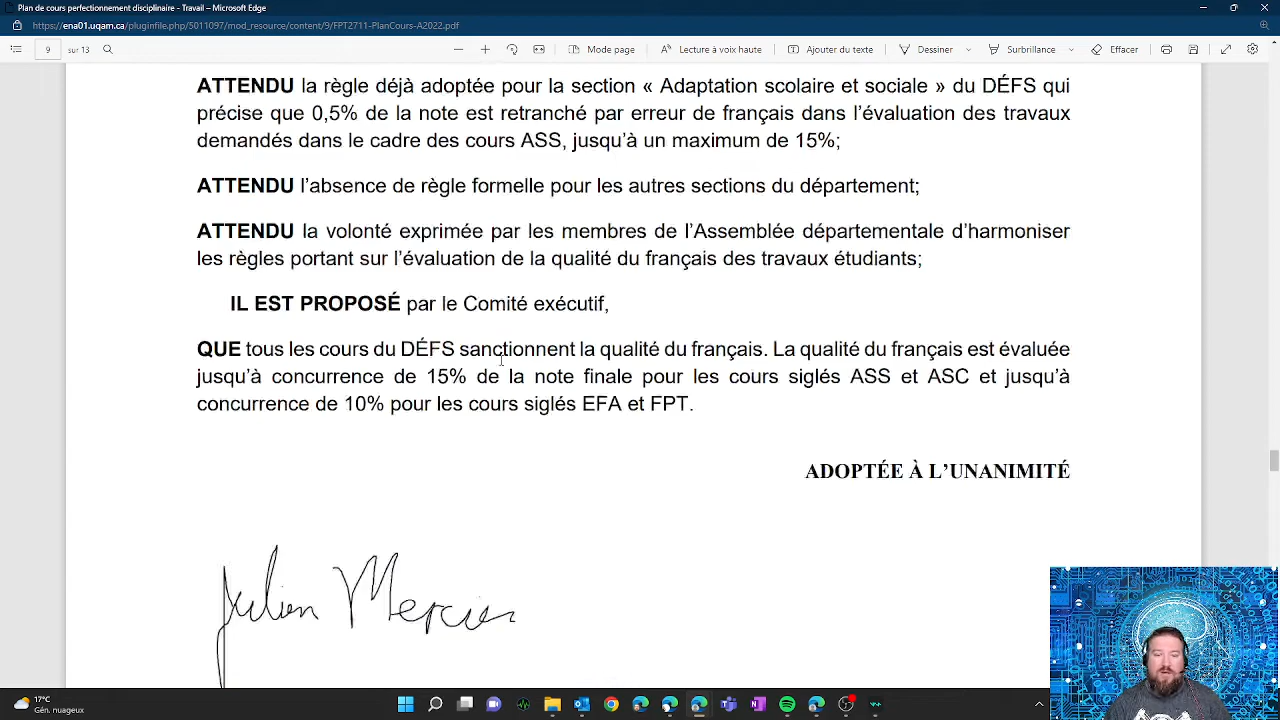 Plan de cours perfectionnement disciplinaire - Travail – Microsoft Edge
https://ena01.uqam.ca/pluginfile.php/5011097/mod_resource/content/9/FPT2711-PlanCours-A2022.pdf
9 sur 13 Mode page Lecture à voix haute Ajouter du texte Dessiner Surbrillance Effacer
ATTENDU la règle déjà adoptée pour la section « Adaptation scolaire et sociale » du DÉFS qui
précise que 0,5% de la note est retranché par erreur de français dans l’évaluation des travaux
demandés dans le cadre des cours ASS, jusqu’à un maximum de 15%;
ATTENDU l’absence de règle formelle pour les autres sections du département;
ATTENDU la volonté exprimée par les membres de l’Assemblée départementale d’harmoniser
les règles portant sur l’évaluation de la qualité du français des travaux étudiants;
IL EST PROPOSÉ par le Comité exécutif,
QUE tous les cours du DÉFS sanctionnent la qualité du français. La qualité du français est évaluée
jusqu’à concurrence de 15% de la note finale pour les cours siglés ASS et ASC et jusqu’à
concurrence de 10% pour les cours siglés EFA et FPT.
ADOPTÉE À L’UNANIMITÉ
Julien Mercier
17°C
Gén. nuageux